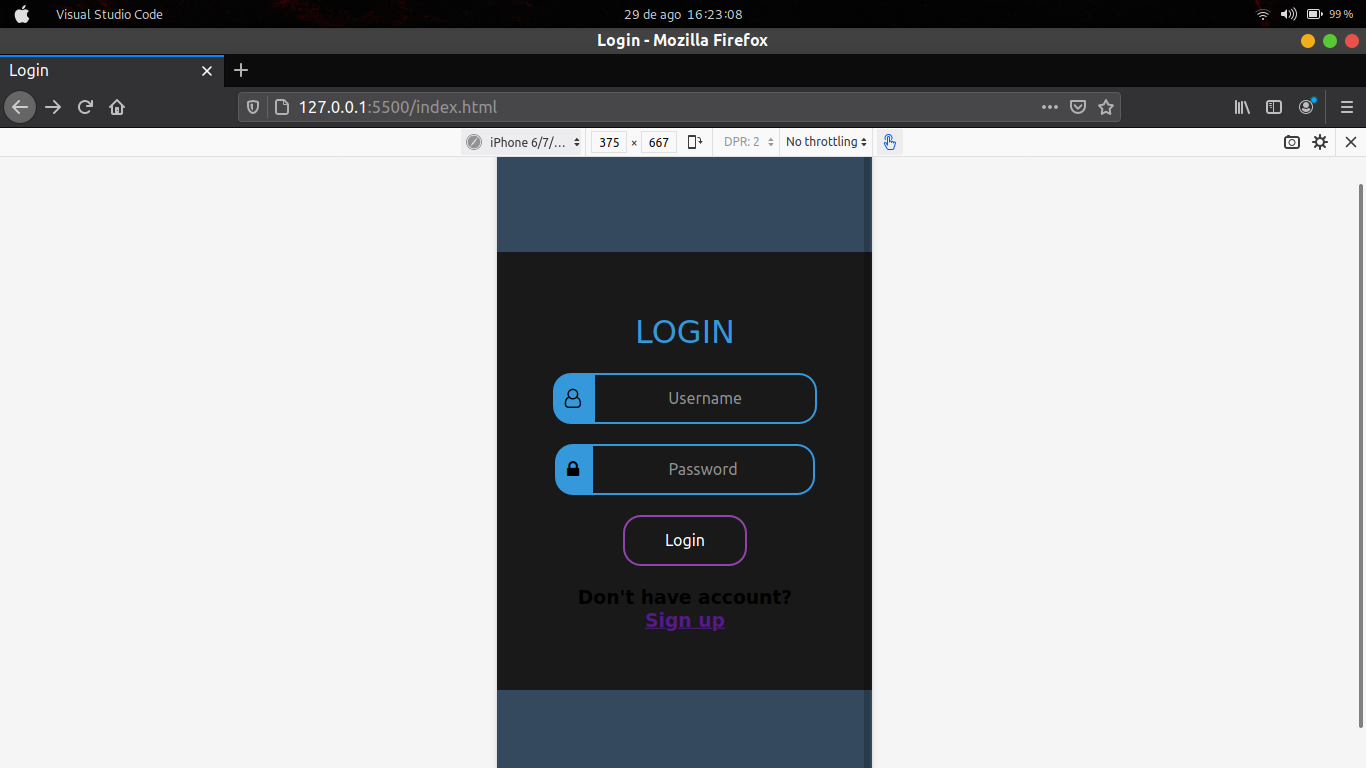 Visual Studio Code 29 de ago 16:23:08 99 %
Login - Mozilla Firefox
Login
127.0.0.1:5500/index.html
iPhone 6/7/... 375 × 667 DPR: 2 No throttling
LOGIN
Username
Password
Login
Don't have account?
Sign up